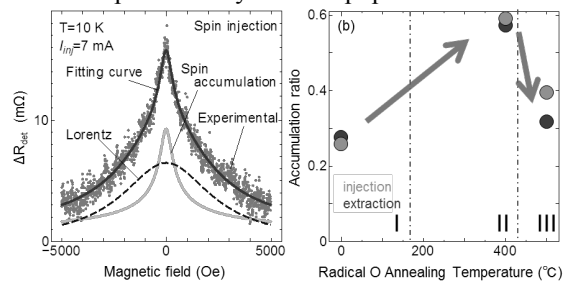 T=10 K
Spin injection
I_inj=7 mA
Fitting curve
Spin
accumulation
Lorentz
Experimental
10
0
ΔR_det (mΩ)
−5000
0
5000
Magnetic field (Oe)
(b)
0.6
0.4
0.2
0
Accumulation ratio
injection
extraction
I
II
III
0
200
400
Radical O Annealing Temperature (°C)